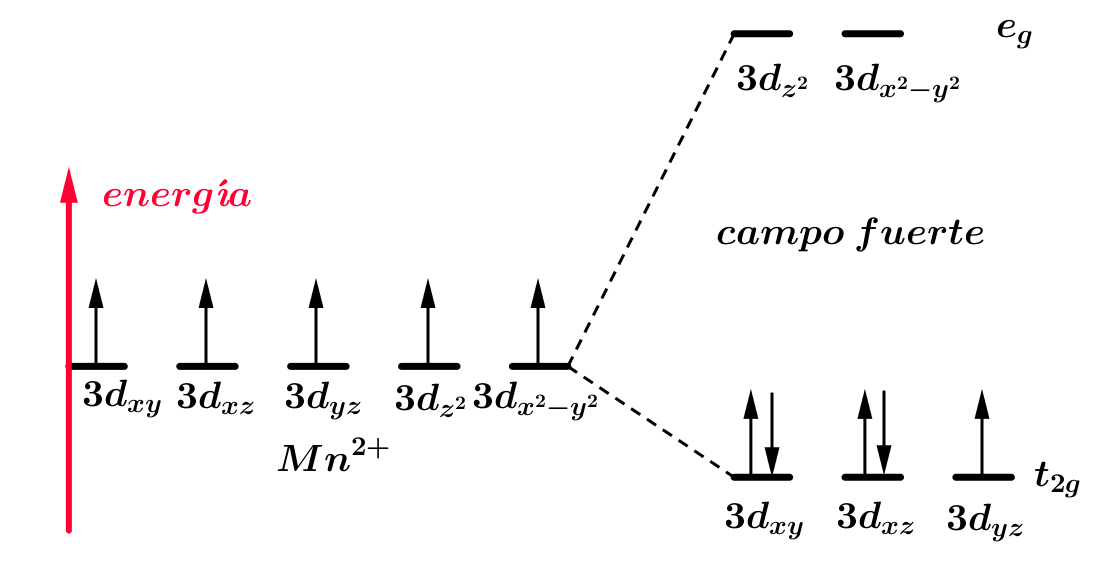 e_g
3d_{z^2} 3d_{x^2-y^2}
energía
campo fuerte
3d_{xy} 3d_{xz} 3d_{yz} 3d_{z^2} 3d_{x^2-y^2}
Mn^{2+}
t_{2g}
3d_{xy} 3d_{xz} 3d_{yz}